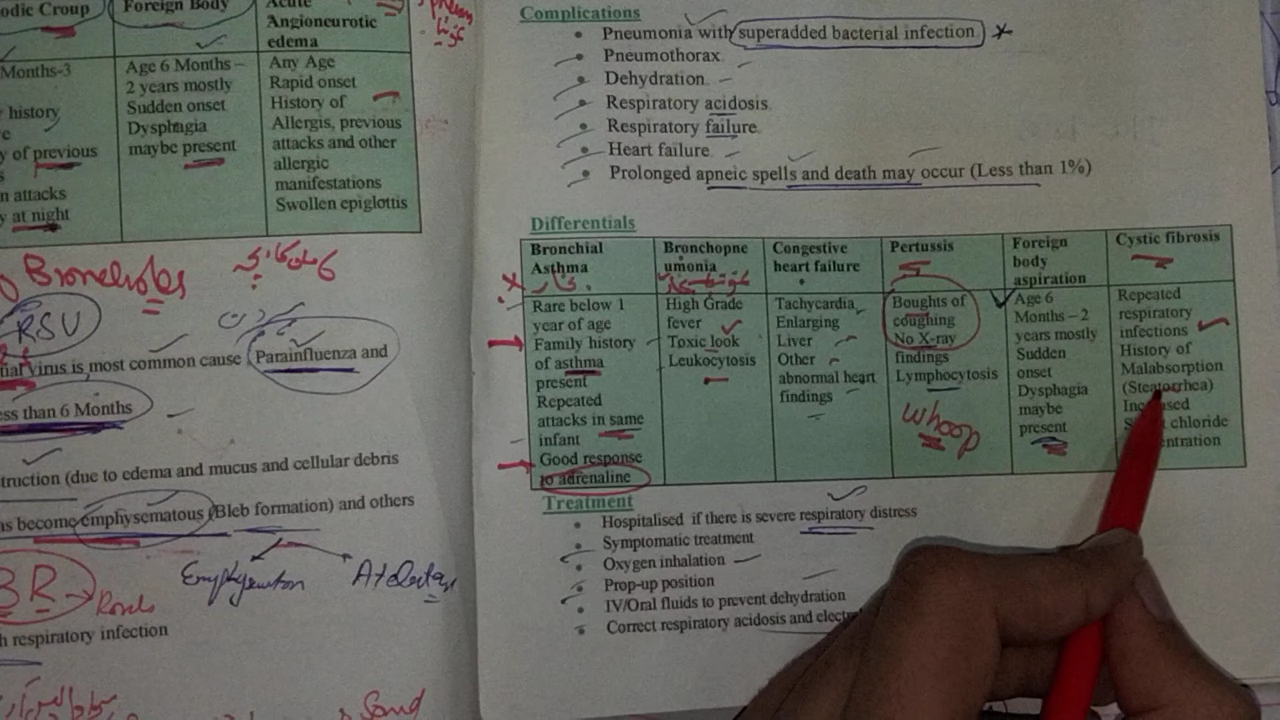 odic Croup
Foreign Body
Acute
Angioneurotic
edema
Months-3
history
e
y of previous
s
n attacks
y at night
Age 6 Months –
2 years mostly
Sudden onset
Dysphagia
maybe present
Any Age
Rapid onset
History of
Allergis, previous
attacks and other
allergic
manifestations
Swollen epiglottis
RSV
virus is most common cause (Parainfluenza and
ess than 6 Months
truction (due to edema and mucus and cellular debris
as become emphysematous (Bleb formation) and others
BR → Ronch
h respiratory infection
Sand
Complications
• Pneumonia with superadded bacterial infection
• Pneumothorax
• Dehydration
• Respiratory acidosis
• Respiratory failure
• Heart failure
• Prolonged apneic spells and death may occur (Less than 1%)
Differentials
Bronchial
Asthma
Rare below 1
year of age
Family history
of asthma
present
Repeated
attacks in same
infant
Good response
to adrenaline
Bronchopne
umonia
High Grade
fever
Toxic look
Leukocytosis
Congestive
heart failure
Tachycardia
Enlarging
Liver
Other
abnormal heart
findings
Pertussis
Boughts of
coughing
No X-ray
findings
Lymphocytosis
whoop
Foreign
body
aspiration
Age 6
Months – 2
years mostly
Sudden
onset
Dysphagia
maybe
present
Cystic fibrosis
Repeated
respiratory
infections
History of
Malabsorption
(Steatorrhea)
chloride
entration
Treatment
• Hospitalised if there is severe respiratory distress
• Symptomatic treatment
• Oxygen inhalation
• Prop-up position
• IV/Oral fluids to prevent dehydration
• Correct respiratory acidosis and elect